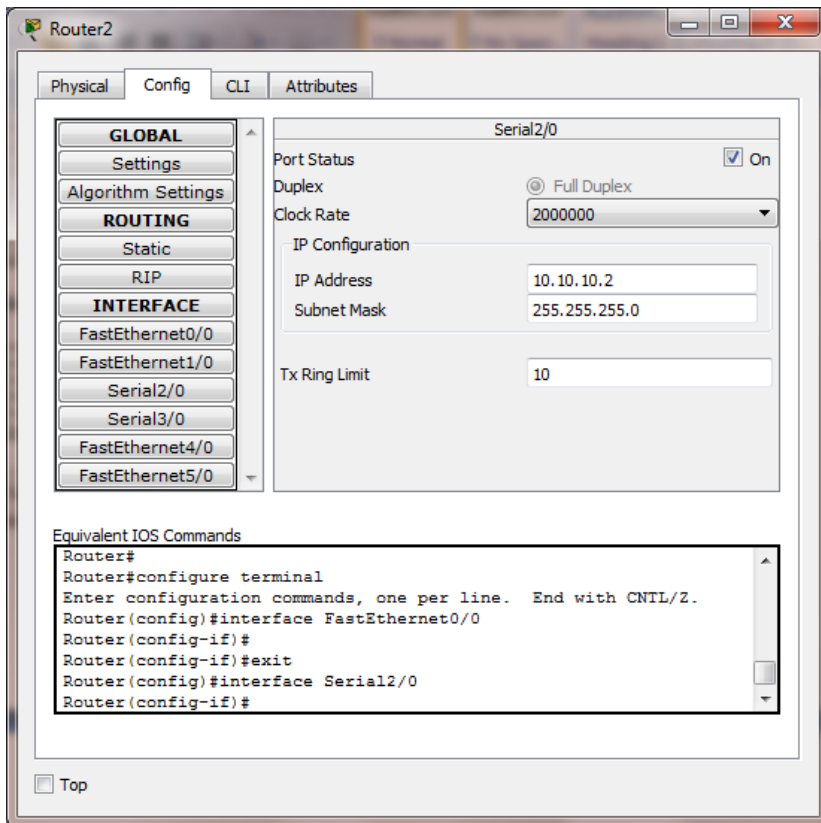 Router2
Physical Config CLI Attributes
GLOBAL
Settings
Algorithm Settings
ROUTING
Static
RIP
INTERFACE
FastEthernet0/0
FastEthernet1/0
Serial2/0
Serial3/0
FastEthernet4/0
FastEthernet5/0
Serial2/0
Port Status On
Duplex Full Duplex
Clock Rate 2000000
IP Configuration
IP Address 10.10.10.2
Subnet Mask 255.255.255.0
Tx Ring Limit 10
Equivalent IOS Commands
Router#
Router#configure terminal
Enter configuration commands, one per line. End with CNTL/Z.
Router(config)#interface FastEthernet0/0
Router(config-if)#
Router(config-if)#exit
Router(config)#interface Serial2/0
Router(config-if)#
Top